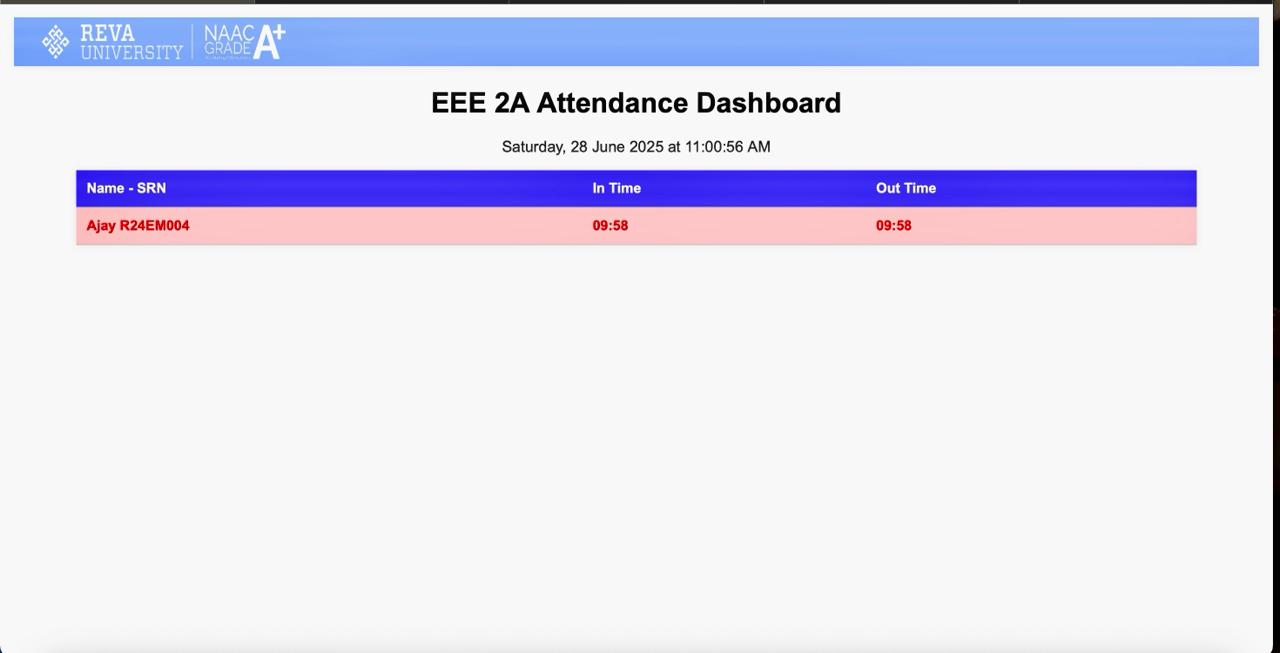 REVA
UNIVERSITY
NAAC
GRADE A+
EEE 2A Attendance Dashboard
Saturday, 28 June 2025 at 11:00:56 AM
Name - SRN In Time Out Time
Ajay R24EM004 09:58 09:58